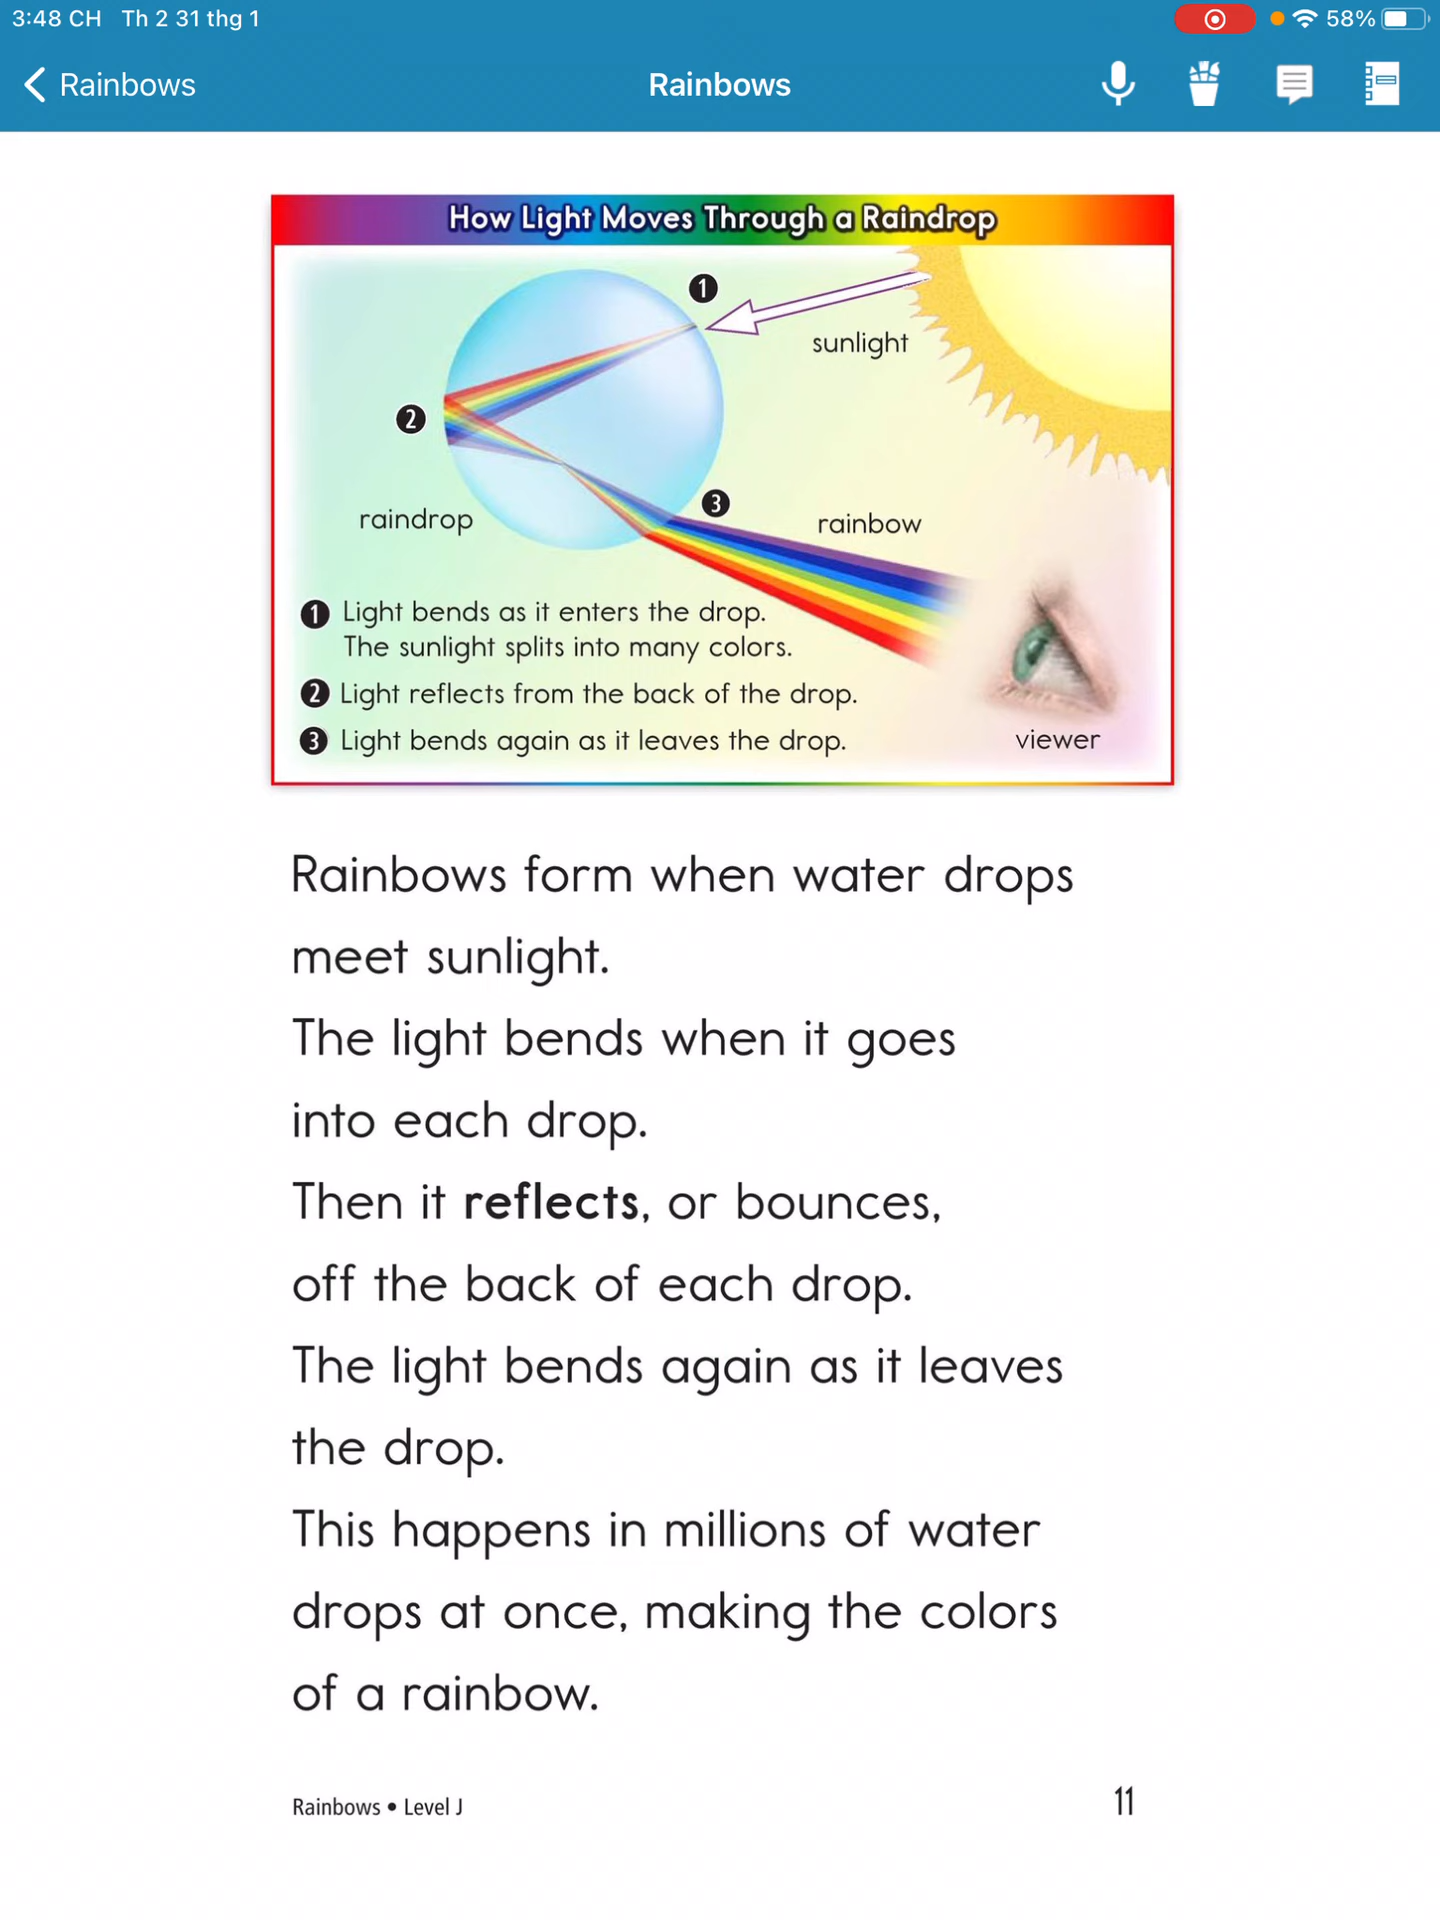 3:48 CH Th 2 31 thg 1 58%
Rainbows
Rainbows
How Light Moves Through a Raindrop
1
sunlight
2
3
raindrop
rainbow
1 Light bends as it enters the drop.
The sunlight splits into many colors.
2 Light reflects from the back of the drop.
3 Light bends again as it leaves the drop.
viewer
Rainbows form when water drops
meet sunlight.
The light bends when it goes
into each drop.
Then it reflects, or bounces,
off the back of each drop.
The light bends again as it leaves
the drop.
This happens in millions of water
drops at once, making the colors
of a rainbow.
Rainbows • Level J 11